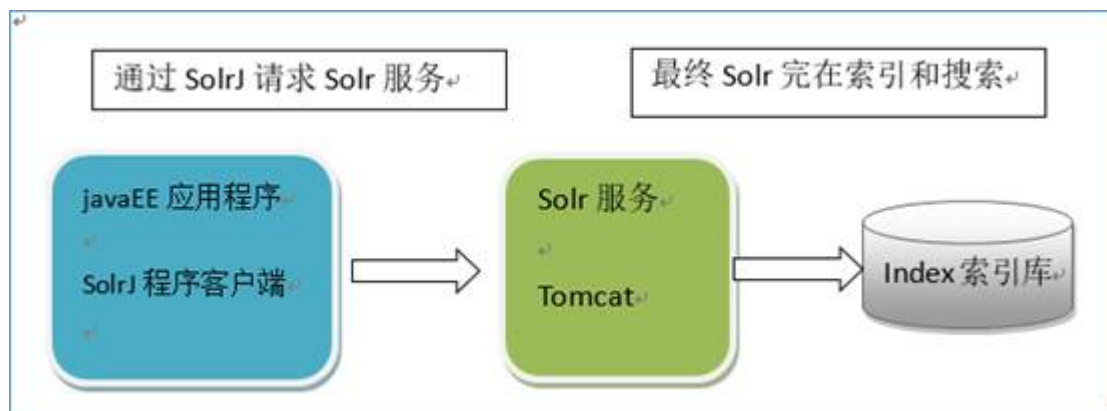 通过 SolrJ 请求 Solr 服务
最终 Solr 完在索引和搜索
javaEE 应用程序
SolrJ 程序客户端
Solr 服务
Tomcat
Index 索引库